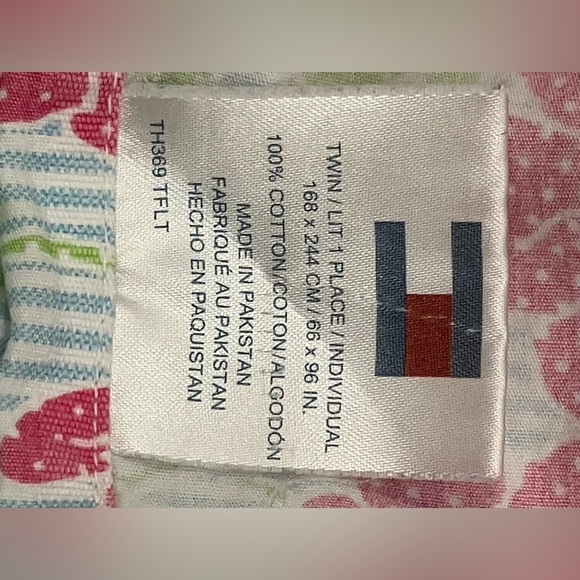 TWIN / LIT 1 PLACE / INDIVIDUAL
168 x 244 CM / 66 x 96 IN.
100% COTTON/COTON/ALGODÓN
MADE IN PAKISTAN
FABRIQUÉ AU PAKISTAN
HECHO EN PAQUISTAN
TH369 TFLT